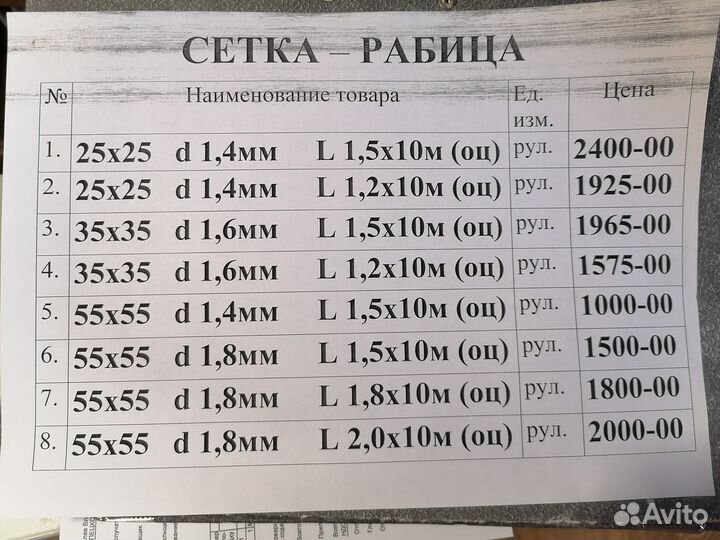 СЕТКА – РАБИЦА
№ Наименование товара Ед. изм. Цена
1. 25х25 d 1,4мм L 1,5х10м (оц) рул. 2400-00
2. 25х25 d 1,4мм L 1,2х10м (оц) рул. 1925-00
3. 35х35 d 1,6мм L 1,5х10м (оц) рул. 1965-00
4. 35х35 d 1,6мм L 1,2х10м (оц) рул. 1575-00
5. 55х55 d 1,4мм L 1,5х10м (оц) рул. 1000-00
6. 55х55 d 1,8мм L 1,5х10м (оц) рул. 1500-00
7. 55х55 d 1,8мм L 1,8х10м (оц) рул. 1800-00
8. 55х55 d 1,8мм L 2,0х10м (оц) рул. 2000-00
Avito